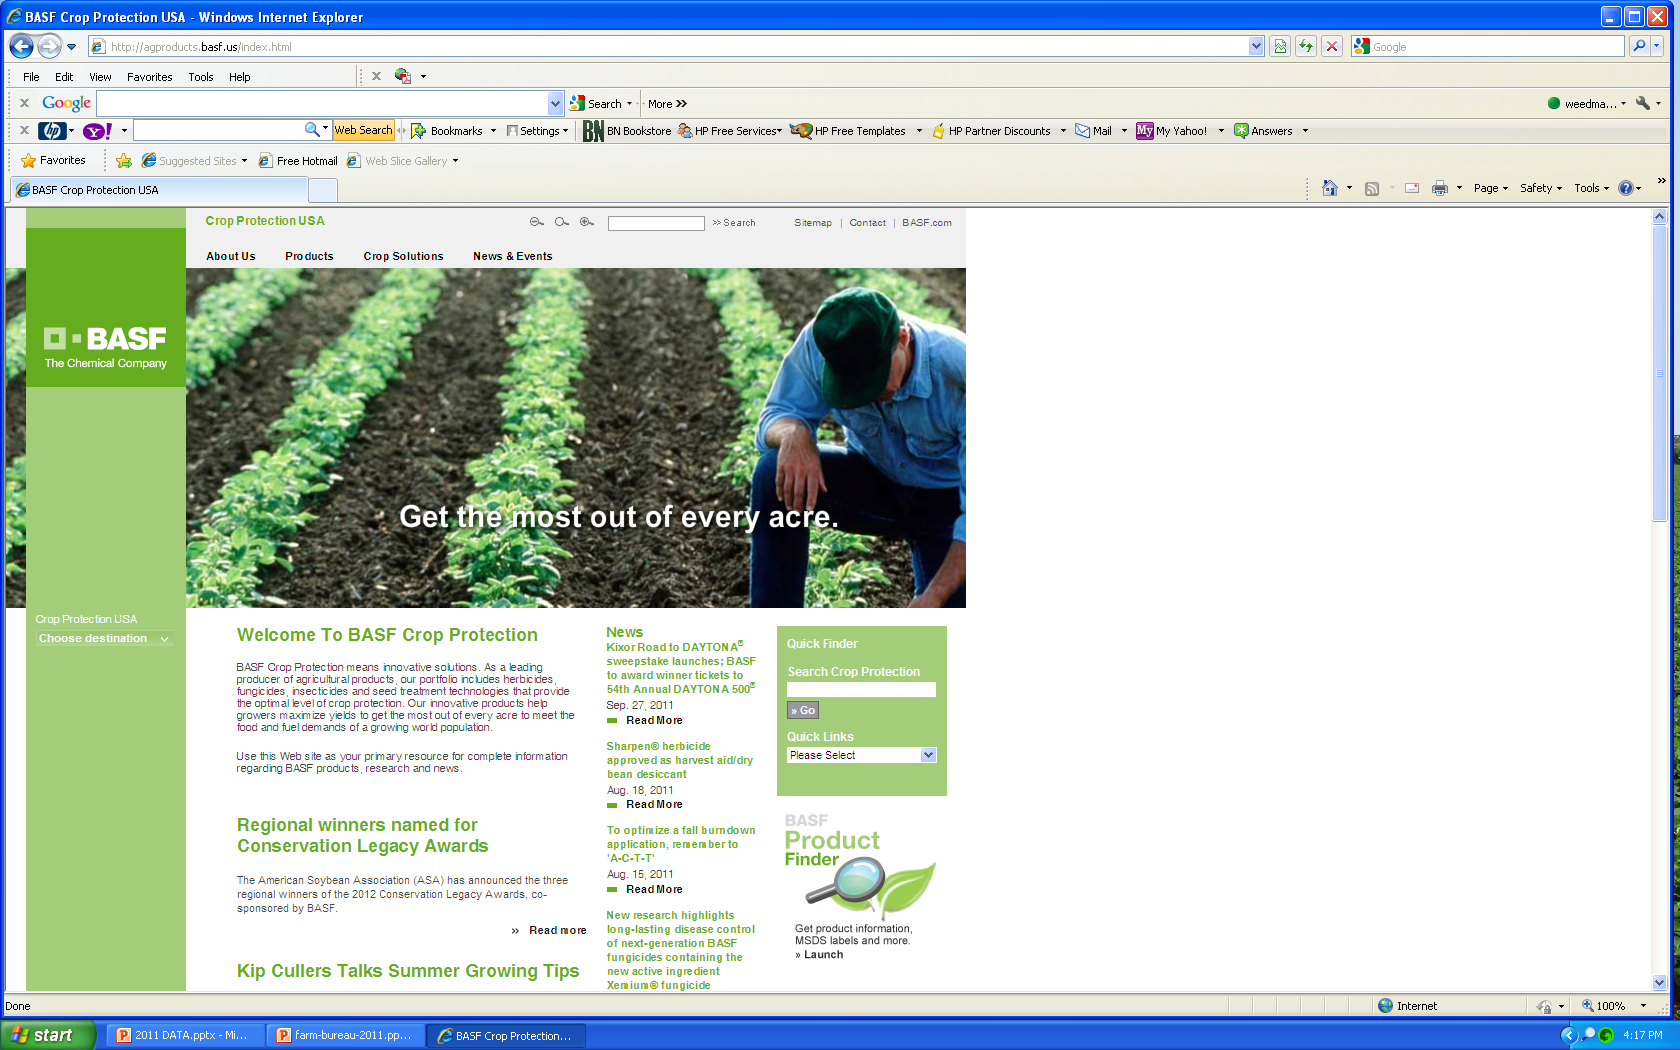 BASF Crop Protection USA - Windows Internet Explorer
http://agproducts.basf.us/index.html
Google
File Edit View Favorites Tools Help
Google Search More »
weedma...
Web Search Bookmarks Settings BN BN Bookstore HP Free Services HP Free Templates HP Partner Discounts Mail My My Yahoo! Answers
Favorites Suggested Sites Free Hotmail Web Slice Gallery
BASF Crop Protection USA
Page Safety Tools
Crop Protection USA
» Search
Sitemap | Contact | BASF.com
About Us Products Crop Solutions News & Events
BASF
The Chemical Company
Get the most out of every acre.
Crop Protection USA
Choose destination
Welcome To BASF Crop Protection
BASF Crop Protection means innovative solutions. As a leading
producer of agricultural products, our portfolio includes herbicides,
fungicides, insecticides and seed treatment technologies that provide
the optimal level of crop protection. Our innovative products help
growers maximize yields to get the most out of every acre to meet the
food and fuel demands of a growing world population.
Use this Web site as your primary resource for complete information
regarding BASF products, research and news.
Regional winners named for
Conservation Legacy Awards
The American Soybean Association (ASA) has announced the three
regional winners of the 2012 Conservation Legacy Awards, co-
sponsored by BASF.
» Read more
Kip Cullers Talks Summer Growing Tips
News
Kixor Road to DAYTONA®
sweepstake launches; BASF
to award winner tickets to
54th Annual DAYTONA 500®
Sep. 27, 2011
Read More
Sharpen® herbicide
approved as harvest aid/dry
bean desiccant
Aug. 18, 2011
Read More
To optimize a fall burndown
application, remember to
'A-C-T-T'
Aug. 15, 2011
Read More
New research highlights
long-lasting disease control
of next-generation BASF
fungicides containing the
new active ingredient
Xemium® fungicide
Quick Finder
Search Crop Protection
» Go
Quick Links
Please Select
BASF
Product
Finder
Get product information,
MSDS labels and more.
» Launch
Done
Internet
100%
start
2011 DATA.pptx - Mi...
farm-bureau-2011.pp...
BASF Crop Protection...
4:17 PM